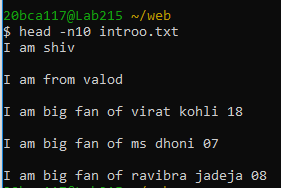 20bca117@Lab215 ~/web
$ head -n10 introo.txt
I am shiv
I am from valod
I am big fan of virat kohli 18
I am big fan of ms dhoni 07
I am big fan of ravibra jadeja 08